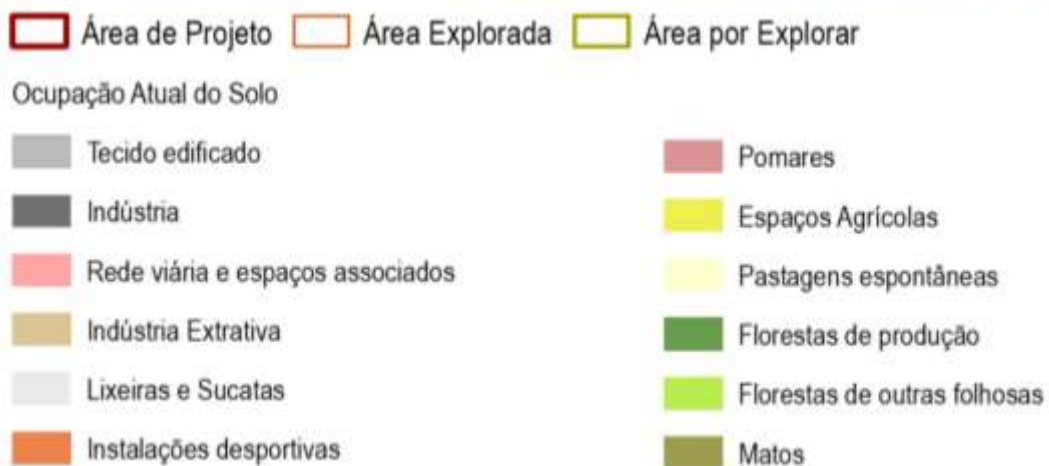 Área de Projeto Área Explorada Área por Explorar
Ocupação Atual do Solo
Tecido edificado
Indústria
Rede viária e espaços associados
Indústria Extrativa
Lixeiras e Sucatas
Instalações desportivas
Pomares
Espaços Agrícolas
Pastagens espontâneas
Florestas de produção
Florestas de outras folhosas
Matos